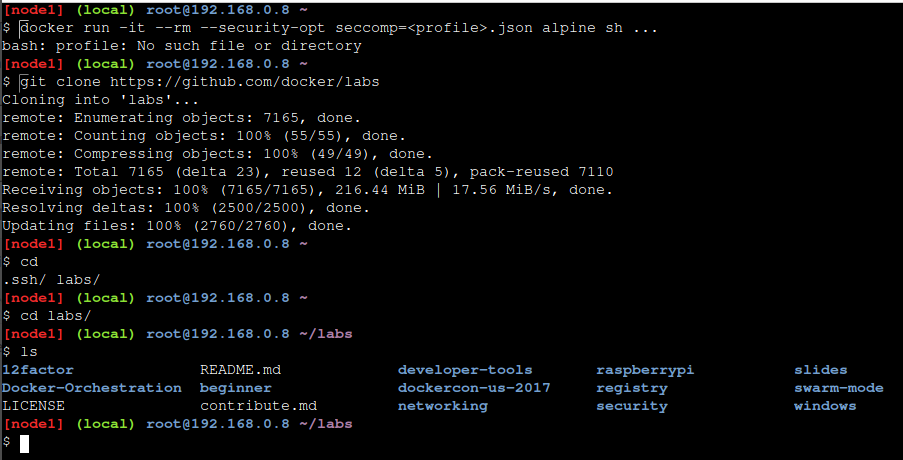 [node1] (local) root@192.168.0.8 ~
$ docker run -it --rm --security-opt seccomp=<profile>.json alpine sh ...
bash: profile: No such file or directory
[node1] (local) root@192.168.0.8 ~
$ git clone https://github.com/docker/labs
Cloning into 'labs'...
remote: Enumerating objects: 7165, done.
remote: Counting objects: 100% (55/55), done.
remote: Compressing objects: 100% (49/49), done.
remote: Total 7165 (delta 23), reused 12 (delta 5), pack-reused 7110
Receiving objects: 100% (7165/7165), 216.44 MiB | 17.56 MiB/s, done.
Resolving deltas: 100% (2500/2500), done.
Updating files: 100% (2760/2760), done.
[node1] (local) root@192.168.0.8 ~
$ cd
.ssh/ labs/
[node1] (local) root@192.168.0.8 ~
$ cd labs/
[node1] (local) root@192.168.0.8 ~/labs
$ ls
12factor README.md developer-tools raspberrypi slides
Docker-Orchestration beginner dockercon-us-2017 registry swarm-mode
LICENSE contribute.md networking security windows
[node1] (local) root@192.168.0.8 ~/labs
$